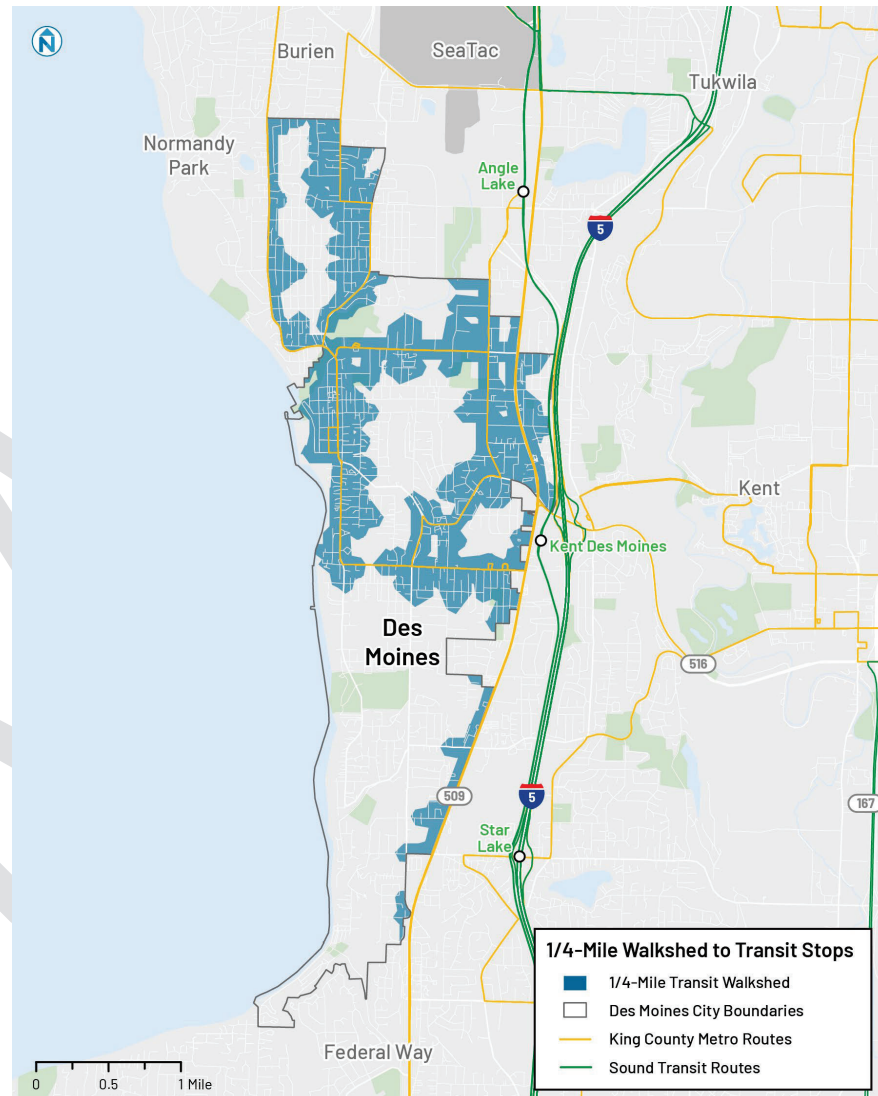 N
Burien
SeaTac
Tukwila
Normandy
Park
Angle
Lake
5
Kent
Kent Des Moines
Des
Moines
516
509
5
167
Star
Lake
Federal Way
0 0.5 1 Mile
1/4-Mile Walkshed to Transit Stops
1/4-Mile Transit Walkshed
Des Moines City Boundaries
King County Metro Routes
Sound Transit Routes